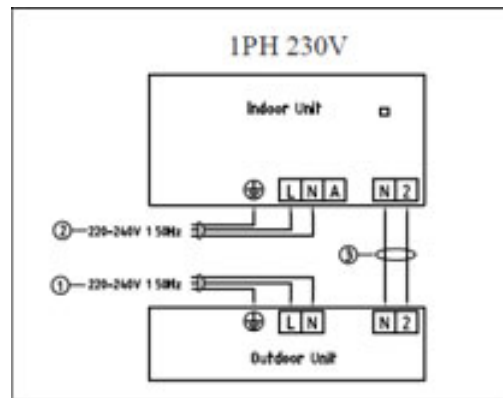 1PH 230V
Indoor Unit
L N A N 2
② 220-240V 1 50Hz
③
① 220-240V 1 50Hz
L N N 2
Outdoor Unit